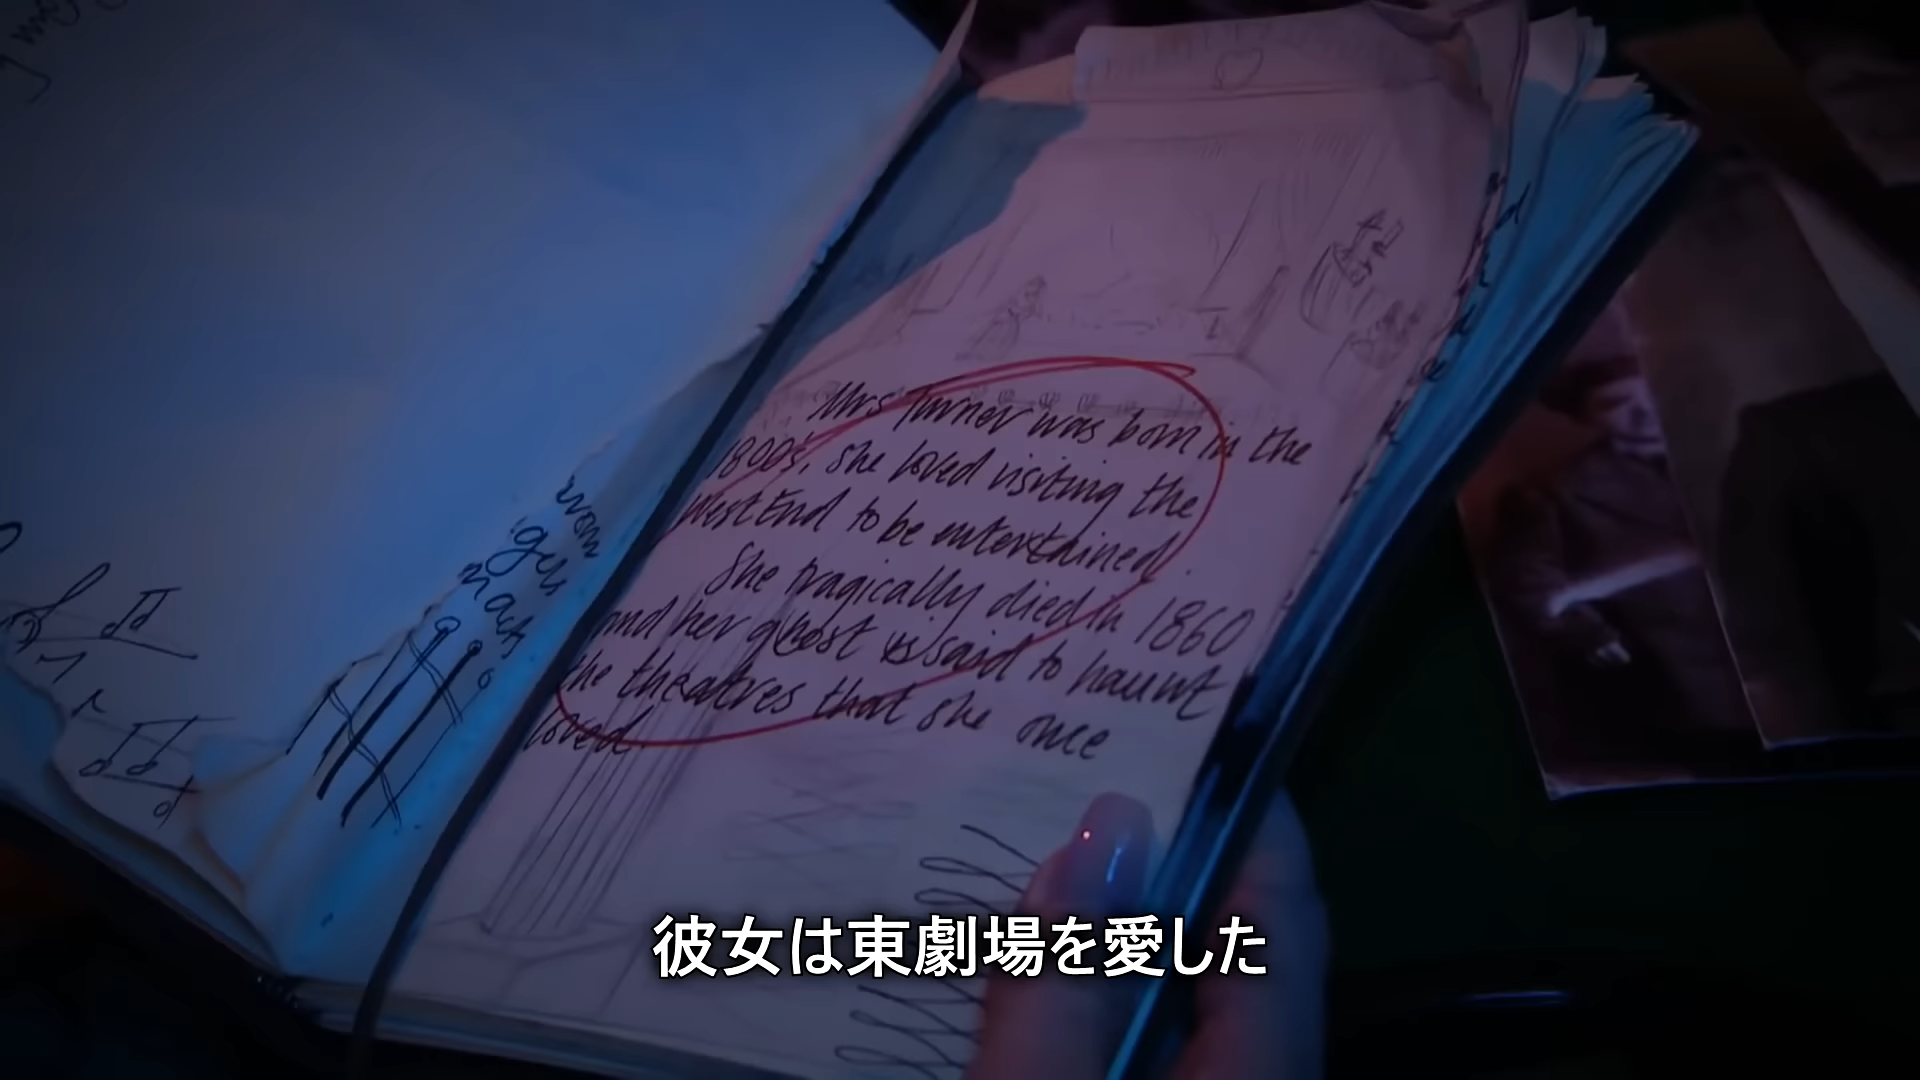 Mrs Turner was born in the
1800's, she loved visiting the
West End to be entertained.
She tragically died in 1860
and her ghost is said to haunt
the theatres that she once
loved.
彼女は東劇場を愛した